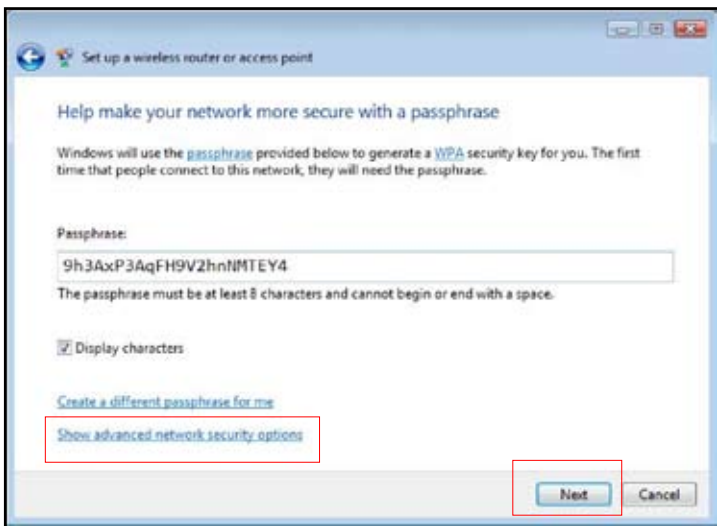 Set up a wireless router or access point
Help make your network more secure with a passphrase
Windows will use the passphrase provided below to generate a WPA security key for you. The first
time that people connect to this network, they will need the passphrase.
Passphrase:
9h3AxP3AqFH9V2hnNMTEY4
The passphrase must be at least 8 characters and cannot begin or end with a space.
Display characters
Create a different passphrase for me
Show advanced network security options
Next Cancel